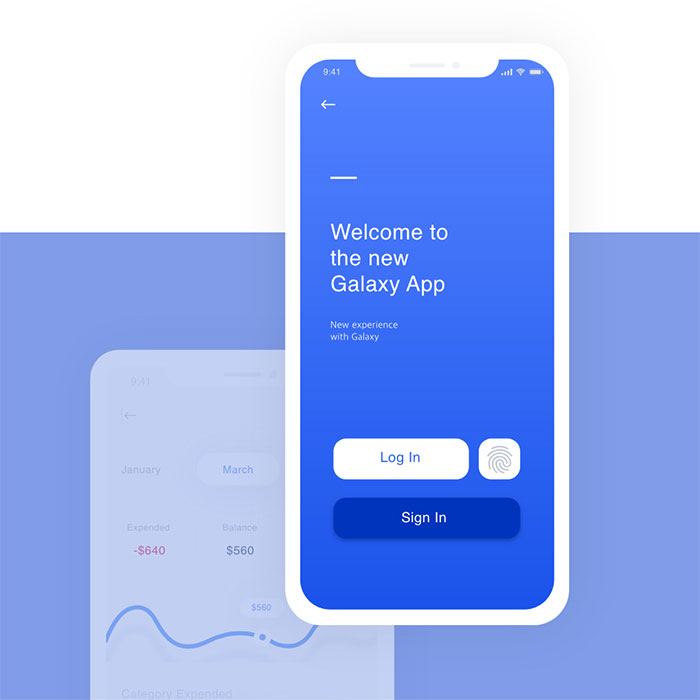 9:41
Welcome to
the new
Galaxy App
New experience
with Galaxy
Log In
Sign In
9:41
January March
Expended Balance
-$640 $560
$560
Category Expended